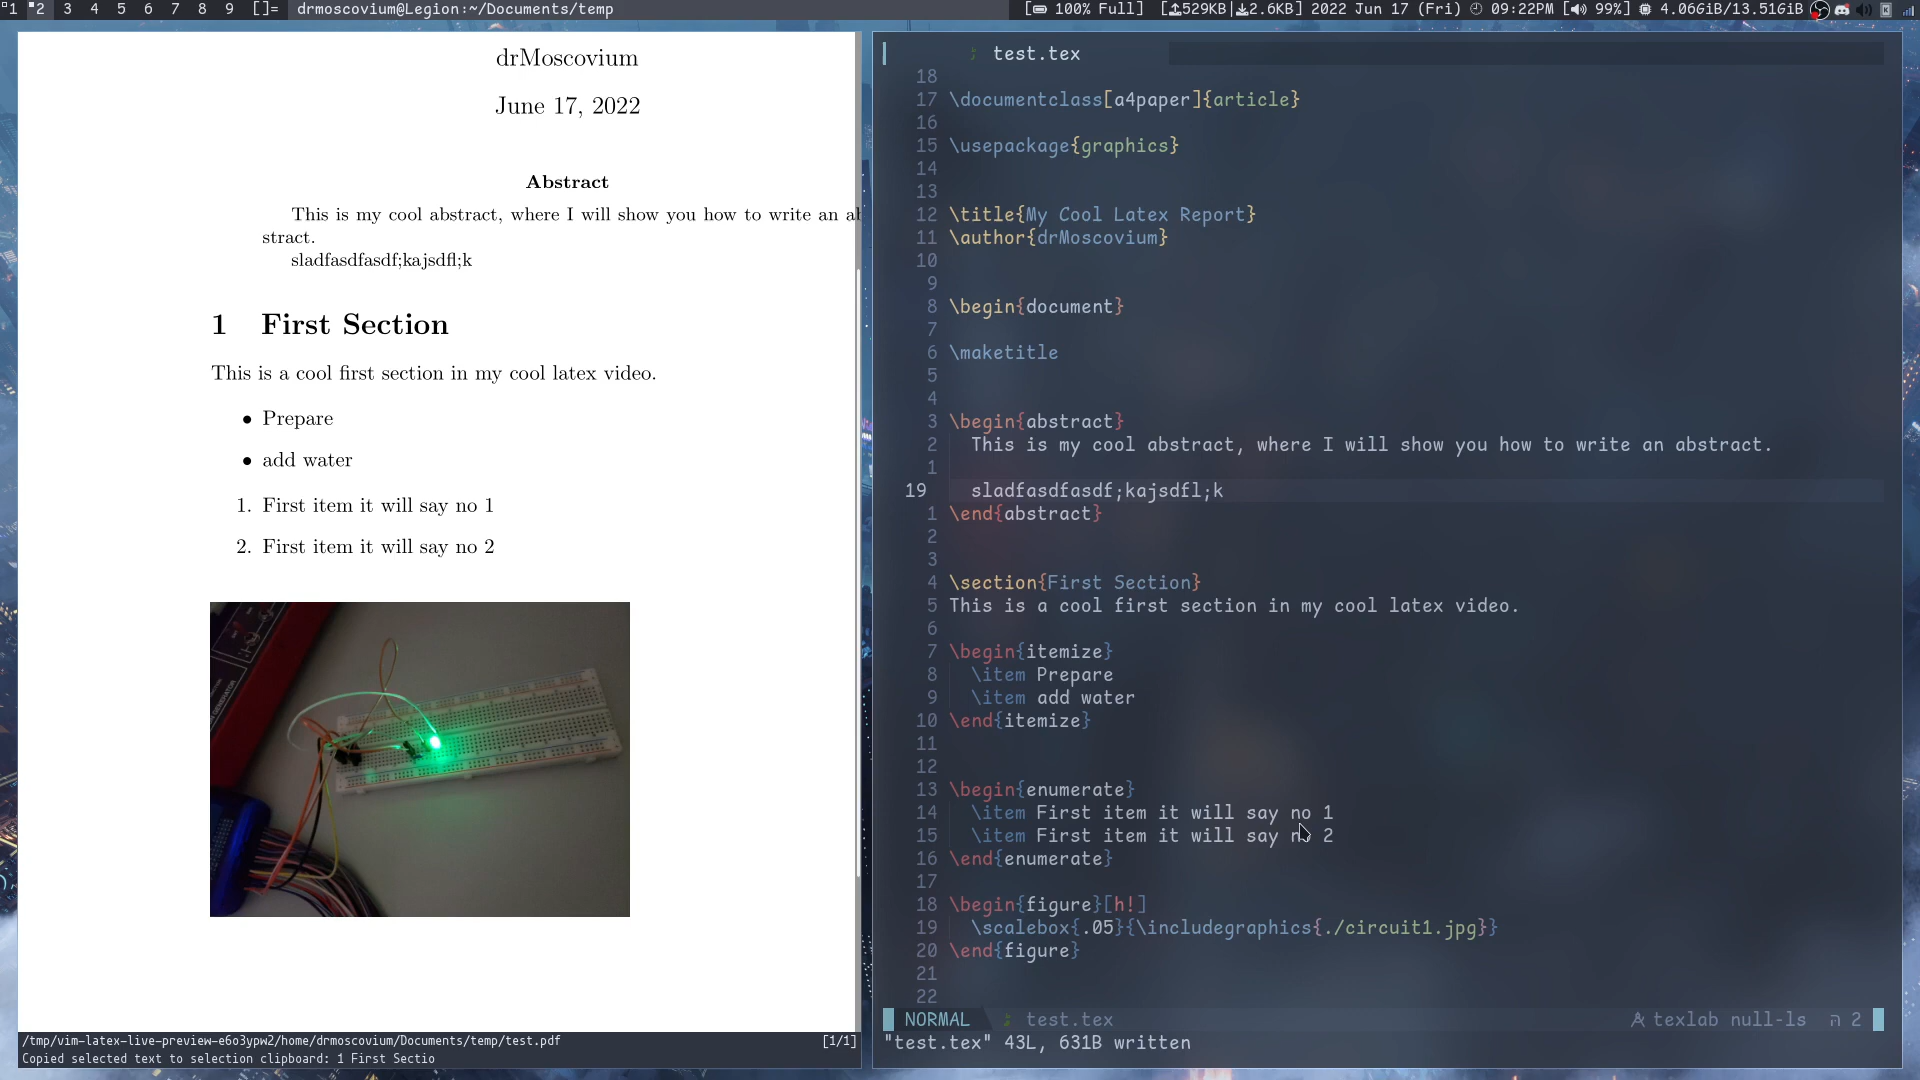 1 2 3 4 5 6 7 8 9 []= drmoscovium@Legion:~/Documents/temp [100% Full] [529KB|2.6KB] 2022 Jun 17 (Fri) 09:22PM [99%] 4.06GiB/13.51GiB
drMoscovium
June 17, 2022
Abstract
This is my cool abstract, where I will show you how to write an ab
stract.
sladfasdfasdf;kajsdfl;k
1 First Section
This is a cool first section in my cool latex video.
• Prepare
• add water
1. First item it will say no 1
2. First item it will say no 2
/tmp/vim-latex-live-preview-e6o3ypw2/home/drmoscovium/Documents/temp/test.pdf [1/1]
Copied selected text to selection clipboard: 1 First Sectio
test.tex
18
17 \documentclass[a4paper]{article}
16
15 \usepackage{graphics}
14
13
12 \title{My Cool Latex Report}
11 \author{drMoscovium}
10
9
8 \begin{document}
7
6 \maketitle
5
4
3 \begin{abstract}
2 This is my cool abstract, where I will show you how to write an abstract.
1
19 sladfasdfasdf;kajsdfl;k
1 \end{abstract}
2
3
4 \section{First Section}
5 This is a cool first section in my cool latex video.
6
7 \begin{itemize}
8 \item Prepare
9 \item add water
10 \end{itemize}
11
12
13 \begin{enumerate}
14 \item First item it will say no 1
15 \item First item it will say no 2
16 \end{enumerate}
17
18 \begin{figure}[h!]
19 \scalebox{.05}{\includegraphics{./circuit1.jpg}}
20 \end{figure}
21
22
NORMAL test.tex texlab null-ls 2
"test.tex" 43L, 631B written